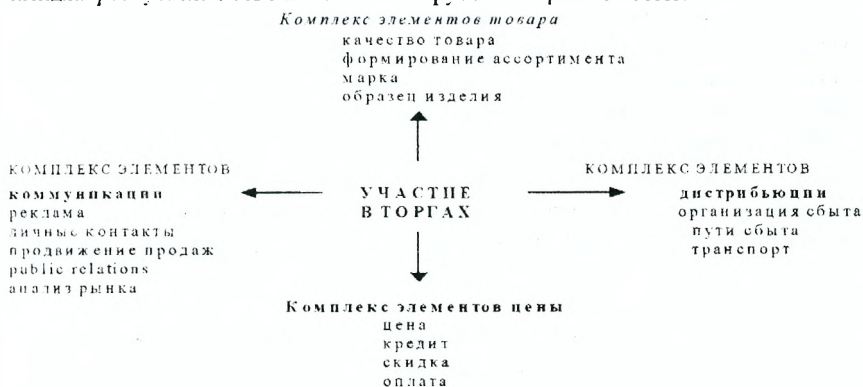 Комплекс элементов товара
качество товара
формирование ассортимента
марка
образец изделия
КОМПЛЕКС ЭЛЕМЕНТОВ
коммуникации
реклама
личные контакты
продвижение продаж
public relations
анализ рынка
УЧАСТИЕ
В ТОРГАХ
КОМПЛЕКС ЭЛЕМЕНТОВ
дистрибьюции
организация сбыта
пути сбыта
транспорт
Комплекс элементов цены
цена
кредит
скидка
оплата